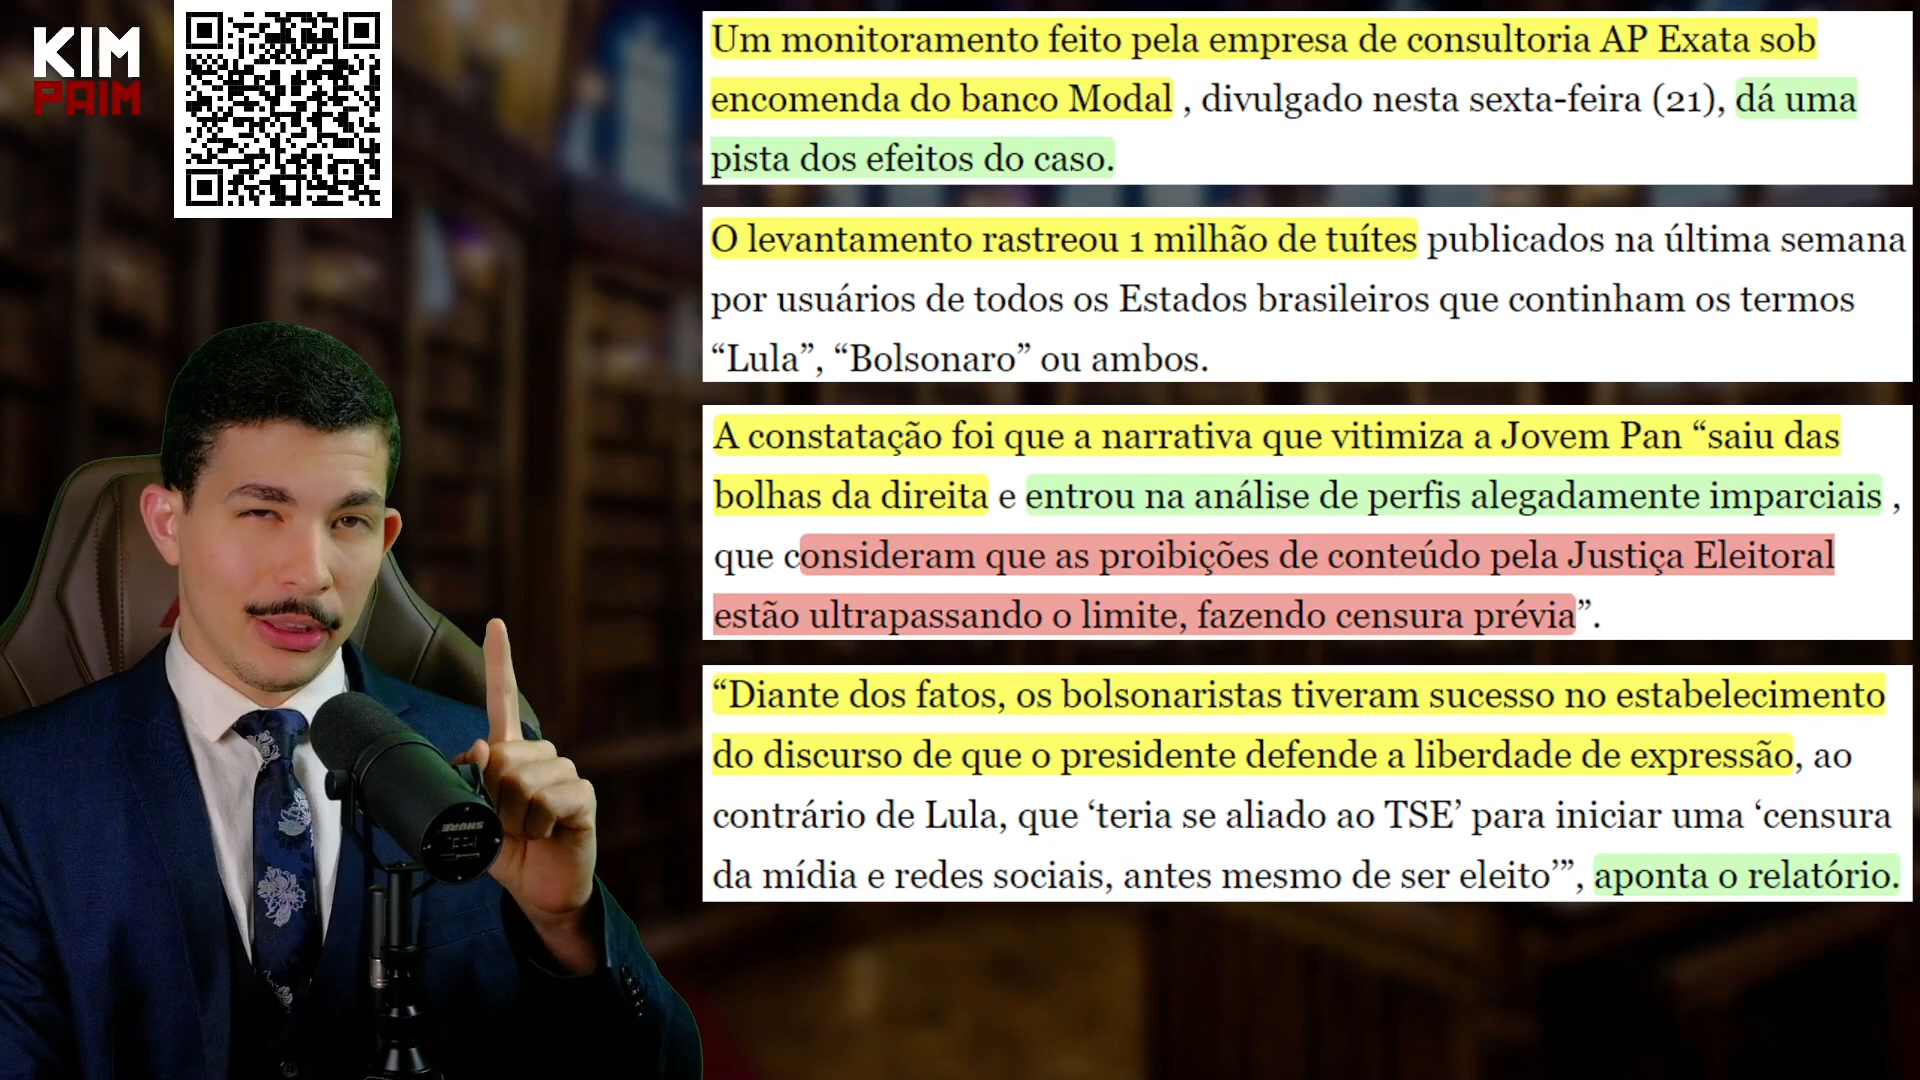 KIM
PAIM
Um monitoramento feito pela empresa de consultoria AP Exata sob
encomenda do banco Modal , divulgado nesta sexta-feira (21), dá uma
pista dos efeitos do caso.
O levantamento rastreou 1 milhão de tuítes publicados na última semana
por usuários de todos os Estados brasileiros que continham os termos
“Lula”, “Bolsonaro” ou ambos.
A constatação foi que a narrativa que vitimiza a Jovem Pan “saiu das
bolhas da direita e entrou na análise de perfis alegadamente imparciais ,
que consideram que as proibições de conteúdo pela Justiça Eleitoral
estão ultrapassando o limite, fazendo censura prévia”.
“Diante dos fatos, os bolsonaristas tiveram sucesso no estabelecimento
do discurso de que o presidente defende a liberdade de expressão, ao
contrário de Lula, que ‘teria se aliado ao TSE’ para iniciar uma ‘censura
da mídia e redes sociais, antes mesmo de ser eleito’”, aponta o relatório.
SHURE